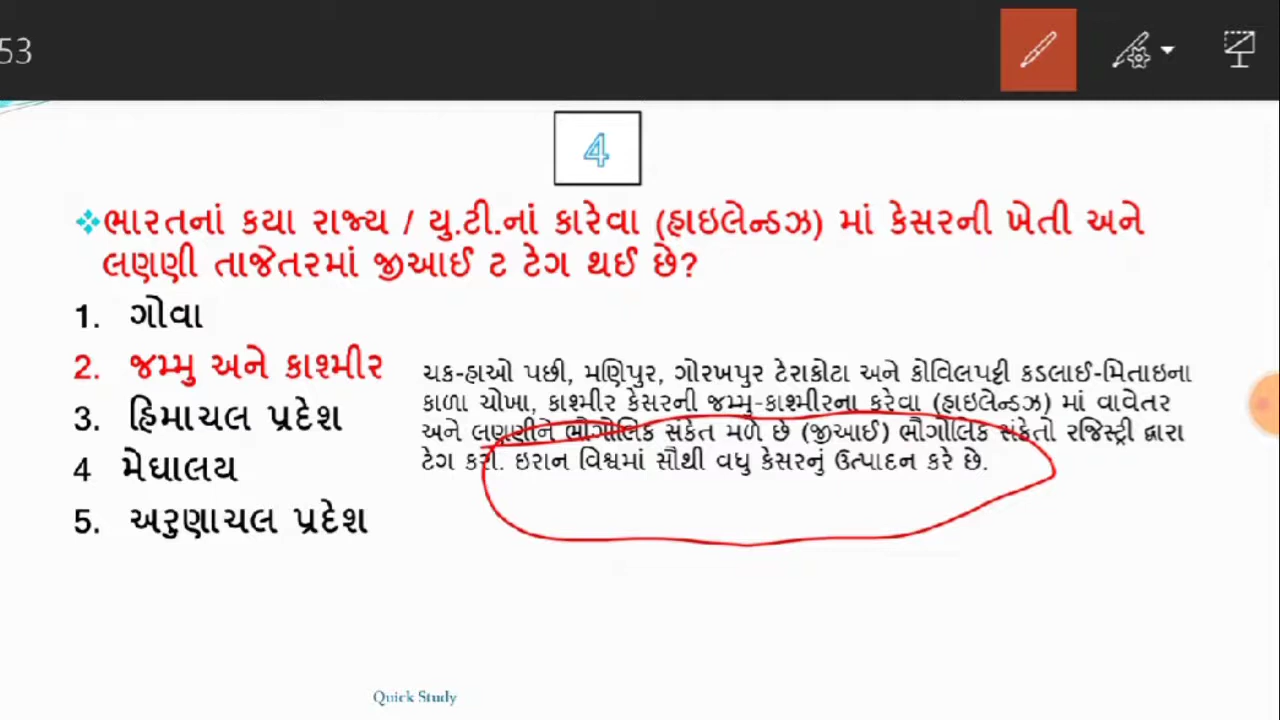 53
4
❖ભારતનાં કયા રાજ્ય / યુ.ટી.નાં કારેવા (હાઇલેન્ડઝ) માં કેસરની ખેતી અને
લણણી તાજેતરમાં જીઆઈ ટ ટેગ થઈ છે?
1. ગોવા
2. જમ્મુ અને કાશ્મીર
3. હિમાચલ પ્રદેશ
4 મેઘાલય
5. અરુણાચલ પ્રદેશ
ચક-હાઓ પછી, મણિપુર, ગોરખપુર ટેરાકોટા અને કોવિલપટ્ટી કડલાઈ-મિતાઇના
કાળા ચોખા, કાશ્મીર કેસરની જમ્મુ-કાશ્મીરના કરેવા (હાઇલેન્ડઝ) માં વાવેતર
અને લણણીને ભૌગોલિક સંકેત મળે છે (જીઆઈ) ભૌગોલિક સંકેતો રજિસ્ટ્રી દ્વારા
ટેગ કરો. ઇરાન વિશ્વમાં સૌથી વધુ કેસરનું ઉત્પાદન કરે છે.
Quick Study